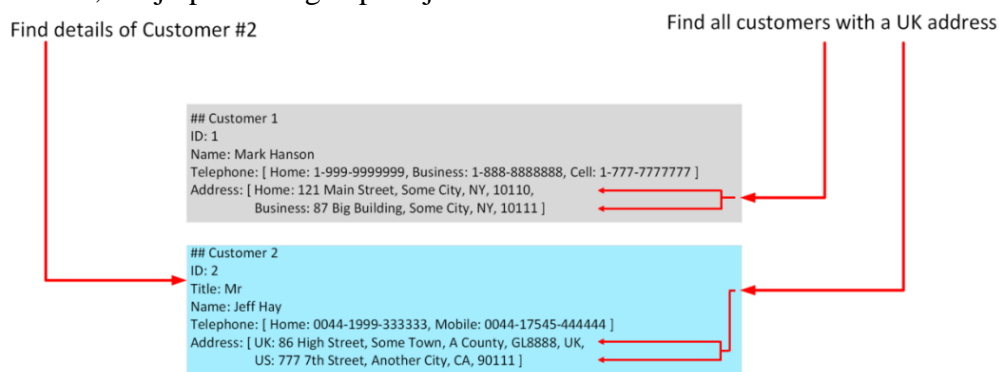 Find details of Customer #2
Find all customers with a UK address
## Customer 1
ID: 1
Name: Mark Hanson
Telephone: [ Home: 1-999-9999999, Business: 1-888-8888888, Cell: 1-777-7777777 ]
Address: [ Home: 121 Main Street, Some City, NY, 10110,
Business: 87 Big Building, Some City, NY, 10111 ]
## Customer 2
ID: 2
Title: Mr
Name: Jeff Hay
Telephone: [ Home: 0044-1999-333333, Mobile: 0044-17545-444444 ]
Address: [ UK: 86 High Street, Some Town, A County, GL8888, UK,
US: 777 7th Street, Another City, CA, 90111 ]